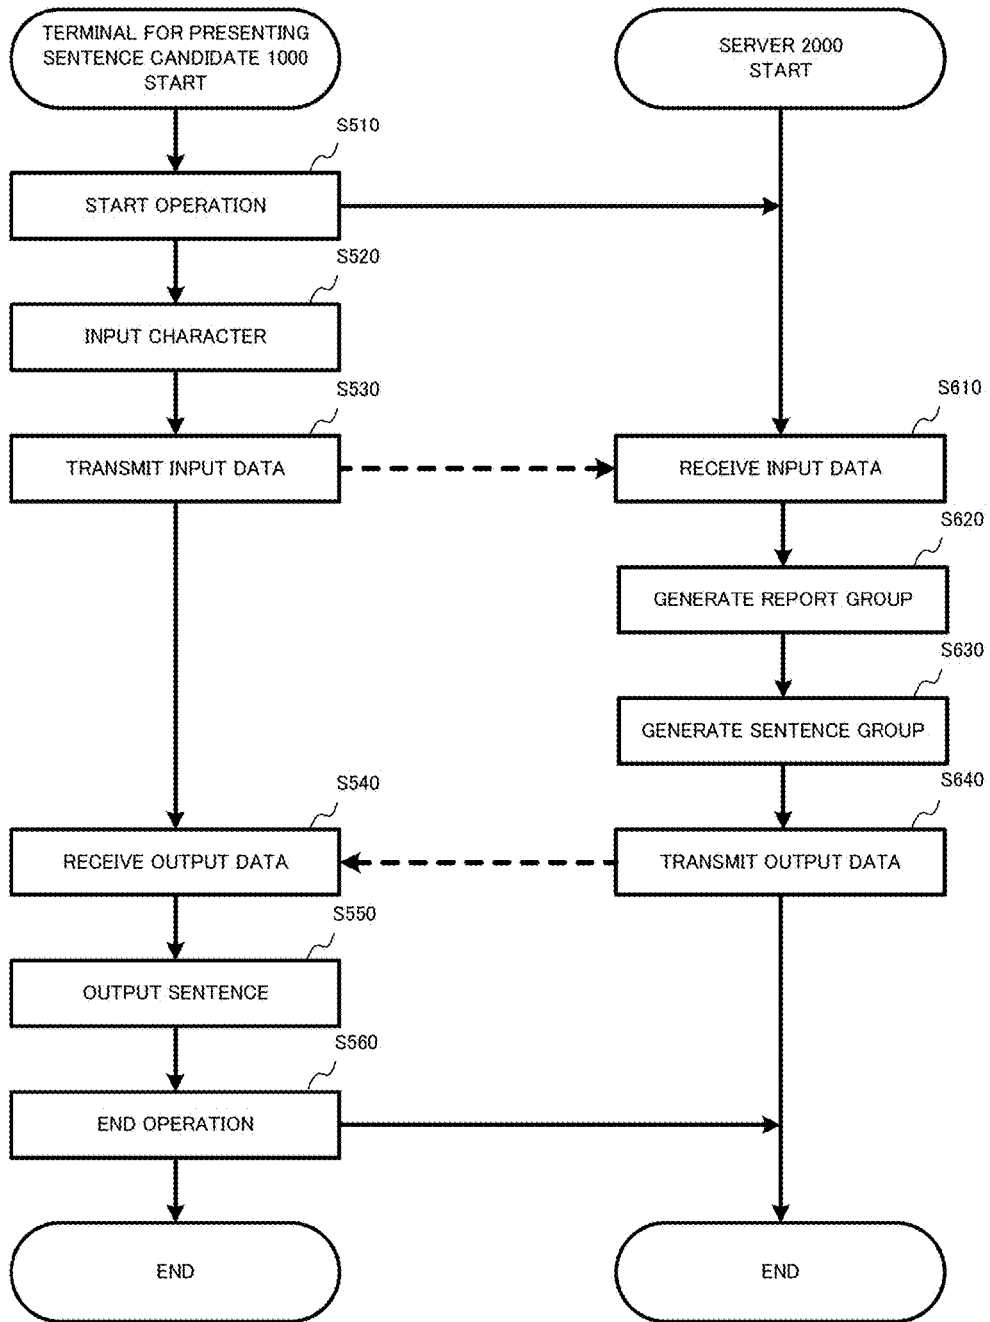 TERMINAL FOR PRESENTING
SENTENCE CANDIDATE 1000
START
SERVER 2000
START
S510
START OPERATION
S520
INPUT CHARACTER
S530
TRANSMIT INPUT DATA
S610
RECEIVE INPUT DATA
S620
GENERATE REPORT GROUP
S630
GENERATE SENTENCE GROUP
S540
RECEIVE OUTPUT DATA
S640
TRANSMIT OUTPUT DATA
S550
OUTPUT SENTENCE
S560
END OPERATION
END
END